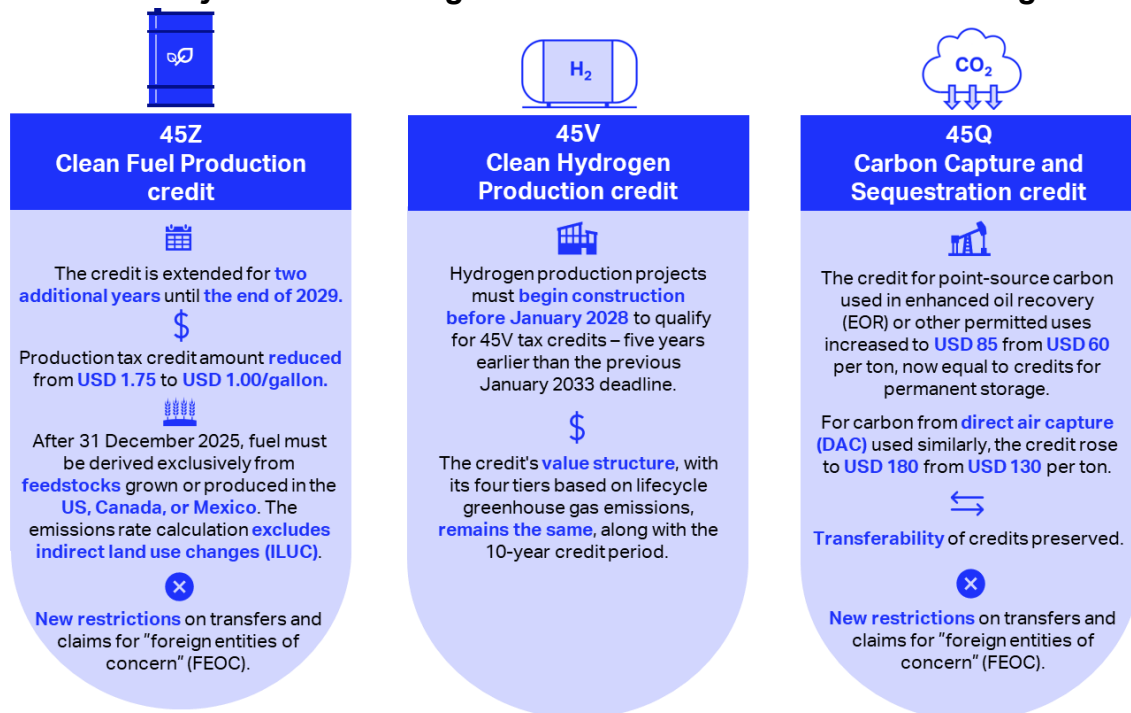 H₂
CO₂
45Z
Clean Fuel Production
credit
The credit is extended for two
additional years until the end of 2029.
$
Production tax credit amount reduced
from USD 1.75 to USD 1.00/gallon.
After 31 December 2025, fuel must
be derived exclusively from
feedstocks grown or produced in the
US, Canada, or Mexico. The
emissions rate calculation excludes
indirect land use changes (ILUC).
New restrictions on transfers and
claims for "foreign entities of
concern" (FEOC).
45V
Clean Hydrogen
Production credit
Hydrogen production projects
must begin construction
before January 2028 to qualify
for 45V tax credits – five years
earlier than the previous
January 2033 deadline.
$
The credit's value structure, with
its four tiers based on lifecycle
greenhouse gas emissions,
remains the same, along with the
10-year credit period.
45Q
Carbon Capture and
Sequestration credit
The credit for point-source carbon
used in enhanced oil recovery
(EOR) or other permitted uses
increased to USD 85 from USD 60
per ton, now equal to credits for
permanent storage.
For carbon from direct air capture
(DAC) used similarly, the credit rose
to USD 180 from USD 130 per ton.
Transferability of credits preserved.
New restrictions on transfers and
claims for "foreign entities of
concern" (FEOC).